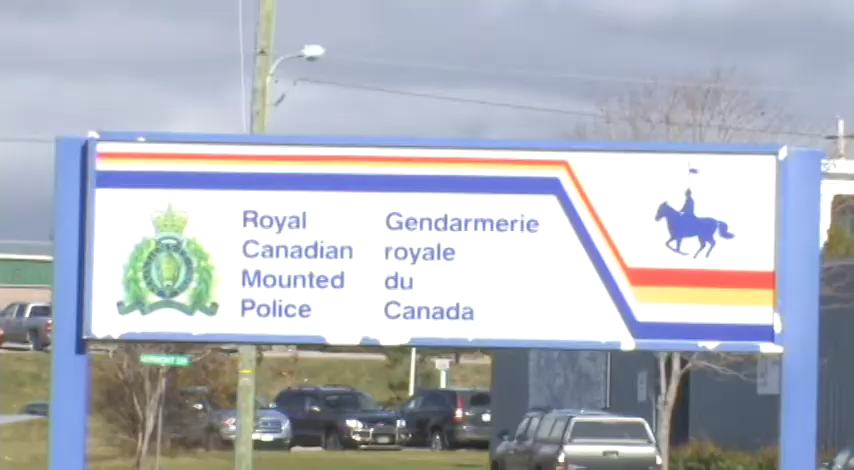 Royal
Canadian
Mounted
Police
Gendarmerie
royale
du
Canada